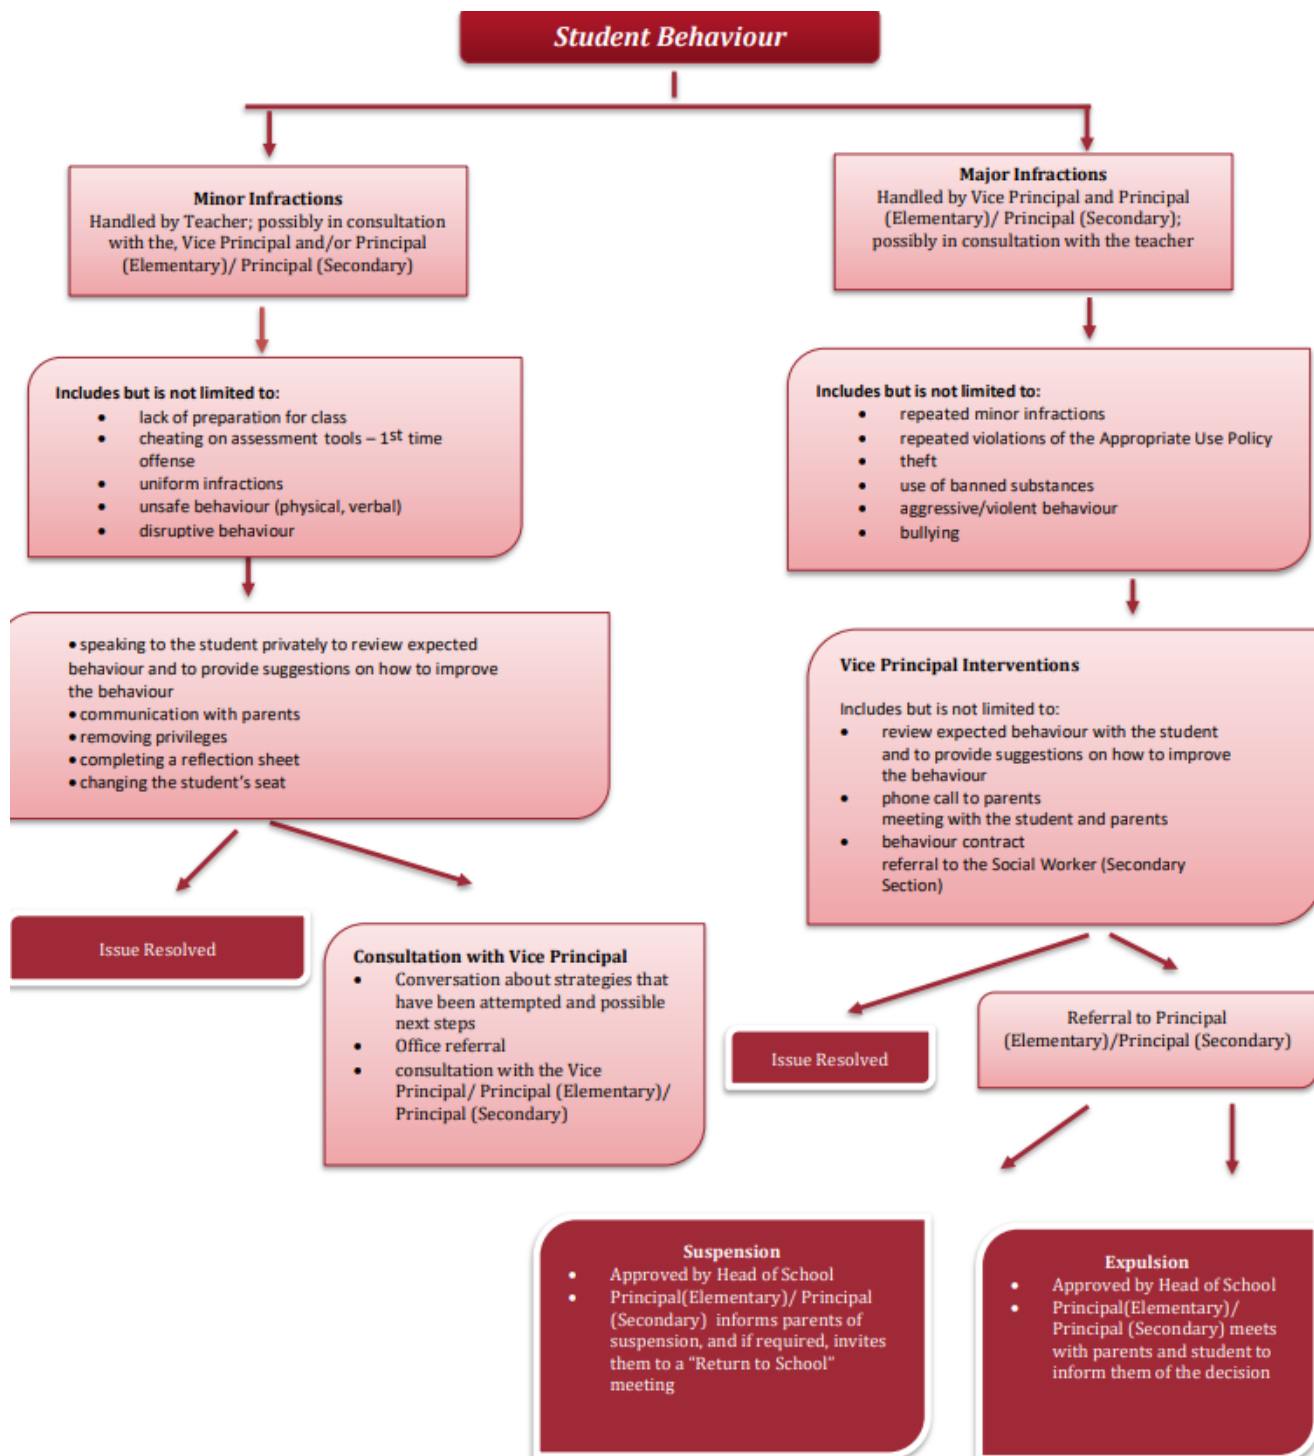 Student Behaviour
Minor Infractions
Handled by Teacher; possibly in consultation
with the, Vice Principal and/or Principal
(Elementary)/ Principal (Secondary)
Major Infractions
Handled by Vice Principal and Principal
(Elementary)/ Principal (Secondary);
possibly in consultation with the teacher
Includes but is not limited to:
• lack of preparation for class
• cheating on assessment tools – 1st time
offense
• uniform infractions
• unsafe behaviour (physical, verbal)
• disruptive behaviour
Includes but is not limited to:
• repeated minor infractions
• repeated violations of the Appropriate Use Policy
• theft
• use of banned substances
• aggressive/violent behaviour
• bullying
• speaking to the student privately to review expected
behaviour and to provide suggestions on how to improve
the behaviour
• communication with parents
• removing privileges
• completing a reflection sheet
• changing the student's seat
Vice Principal Interventions
Includes but is not limited to:
• review expected behaviour with the student
and to provide suggestions on how to improve
the behaviour
• phone call to parents
meeting with the student and parents
• behaviour contract
referral to the Social Worker (Secondary
Section)
Issue Resolved
Consultation with Vice Principal
• Conversation about strategies that
have been attempted and possible
next steps
• Office referral
• consultation with the Vice
Principal/ Principal (Elementary)/
Principal (Secondary)
Issue Resolved
Referral to Principal
(Elementary)/Principal (Secondary)
Suspension
• Approved by Head of School
• Principal(Elementary)/ Principal
(Secondary) informs parents of
suspension, and if required, invites
them to a "Return to School"
meeting
Expulsion
• Approved by Head of School
• Principal(Elementary)/
Principal (Secondary) meets
with parents and student to
inform them of the decision